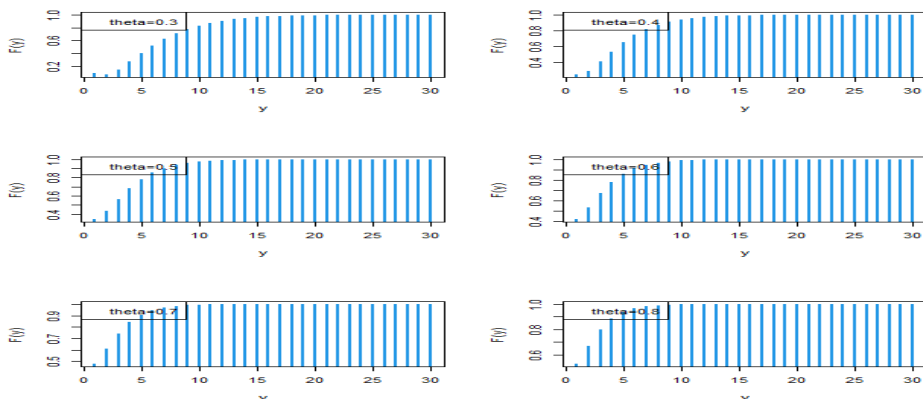 theta=0.3
F(y)
0.2 0.6 1.0
0 5 10 15 20 25 30
y
theta=0.4
F(y)
0.4 0.6 0.8 1.0
0 5 10 15 20 25 30
y
theta=0.5
F(y)
0.4 0.6 0.8 1.0
0 5 10 15 20 25 30
y
theta=0.6
F(y)
0.4 0.6 0.8 1.0
0 5 10 15 20 25 30
y
theta=0.7
F(y)
0.5 0.7 0.9
0 5 10 15 20 25 30
y
theta=0.8
F(y)
0.6 0.8 1.0
0 5 10 15 20 25 30
y